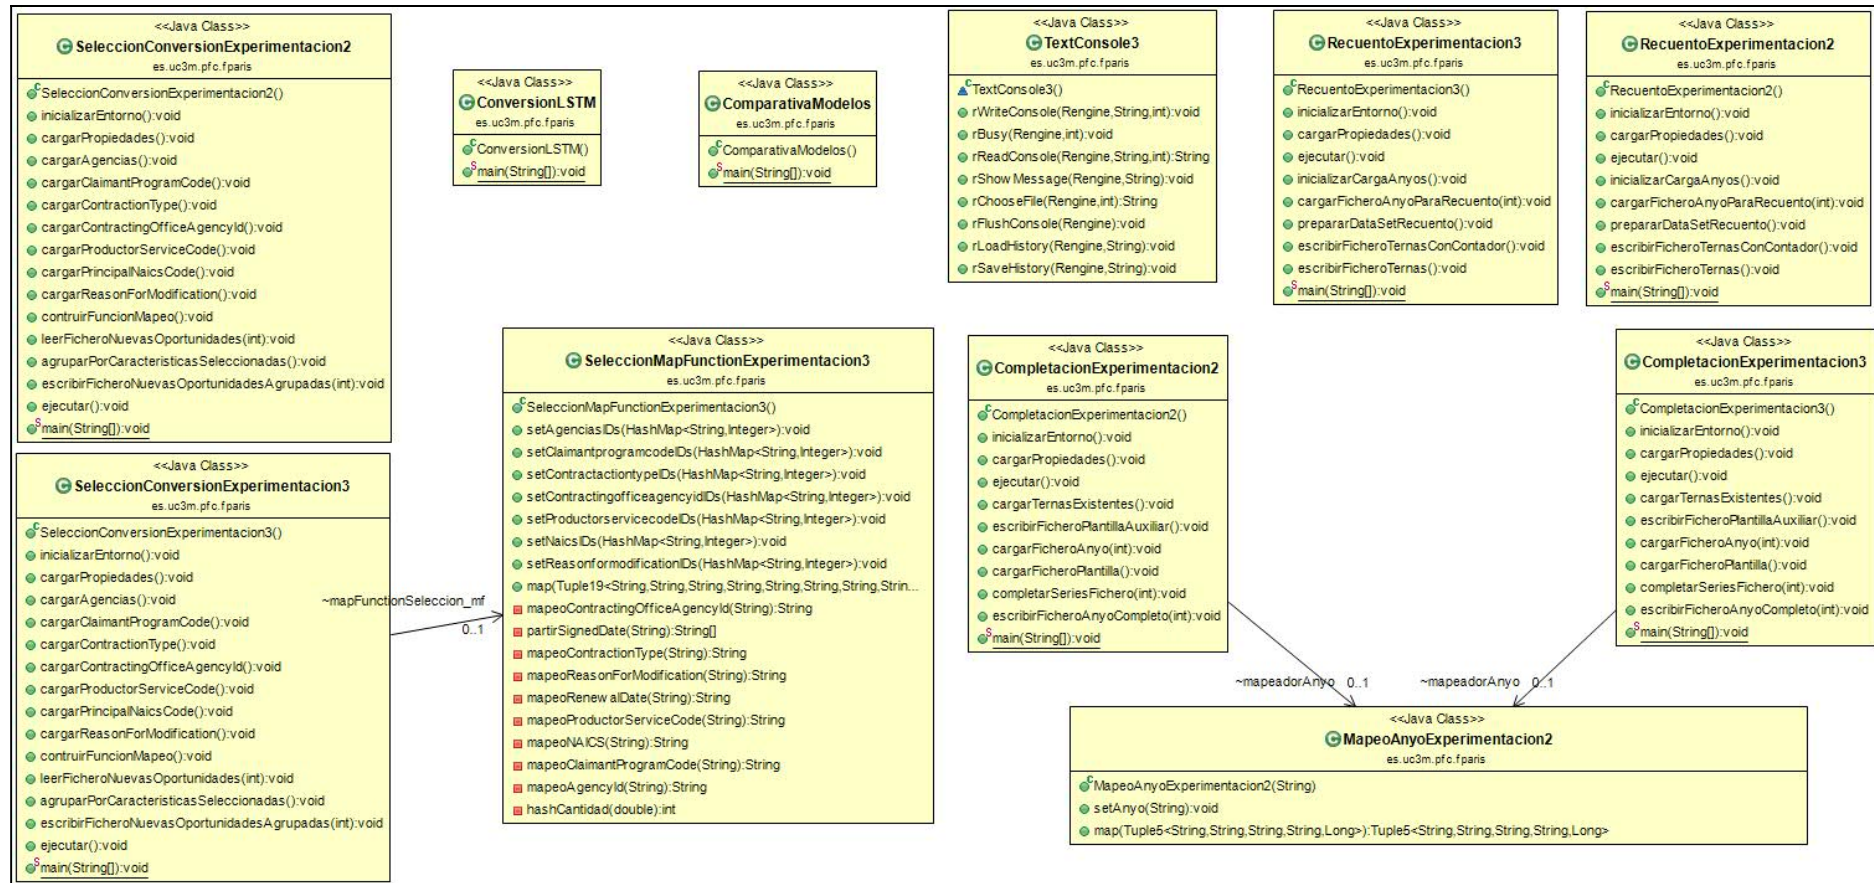 <<Java Class>>
SeleccionConversionExperimentacion2
es.uc3m.pfc.fparis
SeleccionConversionExperimentacion2()
inicializarEntorno():void
cargarPropiedades():void
cargarAgencias():void
cargarClaimantProgramCode():void
cargarContractionType():void
cargarContractingOfficeAgencyId():void
cargarProductorServiceCode():void
cargarPrincipalNaicsCode():void
cargarReasonForModification():void
contruirFuncionMapeo():void
leerFicheroNuevasOportunidades(int):void
agruparPorCaracteristicasSeleccionadas():void
escribirFicheroNuevasOportunidadesAgrupadas(int):void
ejecutar():void
main(String[]):void
<<Java Class>>
ConversionLSTM
es.uc3m.pfc.fparis
ConversionLSTM()
main(String[]):void
<<Java Class>>
ComparativaModelos
es.uc3m.pfc.fparis
ComparativaModelos()
main(String[]):void
<<Java Class>>
TextConsole3
es.uc3m.pfc.fparis
TextConsole3()
rWriteConsole(Rengine,String,int):void
rBusy(Rengine,int):void
rReadConsole(Rengine,String,int):String
rShowMessage(Rengine,String):void
rChooseFile(Rengine,int):String
rFlushConsole(Rengine):void
rLoadHistory(Rengine,String):void
rSaveHistory(Rengine,String):void
<<Java Class>>
RecuentoExperimentacion3
es.uc3m.pfc.fparis
RecuentoExperimentacion3()
inicializarEntorno():void
cargarPropiedades():void
ejecutar():void
inicializarCargaAnyos():void
cargarFicheroAnyoParaRecuento(int):void
prepararDataSetRecuento():void
escribirFicheroTernasConContador():void
escribirFicheroTernas():void
main(String[]):void
<<Java Class>>
RecuentoExperimentacion2
es.uc3m.pfc.fparis
RecuentoExperimentacion2()
inicializarEntorno():void
cargarPropiedades():void
ejecutar():void
inicializarCargaAnyos():void
cargarFicheroAnyoParaRecuento(int):void
prepararDataSetRecuento():void
escribirFicheroTernasConContador():void
escribirFicheroTernas():void
main(String[]):void
<<Java Class>>
SeleccionConversionExperimentacion3
es.uc3m.pfc.fparis
SeleccionConversionExperimentacion3()
inicializarEntorno():void
cargarPropiedades():void
cargarAgencias():void
cargarClaimantProgramCode():void
cargarContractionType():void
cargarContractingOfficeAgencyId():void
cargarProductorServiceCode():void
cargarPrincipalNaicsCode():void
cargarReasonForModification():void
contruirFuncionMapeo():void
leerFicheroNuevasOportunidades(int):void
agruparPorCaracteristicasSeleccionadas():void
escribirFicheroNuevasOportunidadesAgrupadas(int):void
ejecutar():void
main(String[]):void
~mapFunctionSeleccion_mf
0..1
<<Java Class>>
SeleccionMapFunctionExperimentacion3
es.uc3m.pfc.fparis
SeleccionMapFunctionExperimentacion3()
setAgenciasIDs(HashMap<String,Integer>):void
setClaimantprogramcodeIDs(HashMap<String,Integer>):void
setContractactiontypeIDs(HashMap<String,Integer>):void
setContractingofficeagencyidIDs(HashMap<String,Integer>):void
setProductorservicecodeIDs(HashMap<String,Integer>):void
setNaicsIDs(HashMap<String,Integer>):void
setReasonformodificationIDs(HashMap<String,Integer>):void
map(Tuple19<String,String,String,String,String,String,String,Strin...
mapeoContractingOfficeAgencyId(String):String
partirSignedDate(String):String[]
mapeoContractionType(String):String
mapeoReasonForModification(String):String
mapeoRenewalDate(String):String
mapeoProductorServiceCode(String):String
mapeoNAICS(String):String
mapeoClaimantProgramCode(String):String
mapeoAgencyId(String):String
hashCantidad(double):int
<<Java Class>>
CompletacionExperimentacion2
es.uc3m.pfc.fparis
CompletacionExperimentacion2()
inicializarEntorno():void
cargarPropiedades():void
ejecutar():void
cargarTernasExistentes():void
escribirFicheroPlantillaAuxiliar():void
cargarFicheroAnyo(int):void
cargarFicheroPlantilla():void
completarSeriesFichero(int):void
escribirFicheroAnyoCompleto(int):void
main(String[]):void
<<Java Class>>
CompletacionExperimentacion3
es.uc3m.pfc.fparis
CompletacionExperimentacion3()
inicializarEntorno():void
cargarPropiedades():void
ejecutar():void
cargarTernasExistentes():void
escribirFicheroPlantillaAuxiliar():void
cargarFicheroAnyo(int):void
cargarFicheroPlantilla():void
completarSeriesFichero(int):void
escribirFicheroAnyoCompleto(int):void
main(String[]):void
~mapeadorAnyo 0..1
~mapeadorAnyo 0..1
<<Java Class>>
MapeoAnyoExperimentacion2
es.uc3m.pfc.fparis
MapeoAnyoExperimentacion2(String)
setAnyo(String):void
map(Tuple5<String,String,String,String,Long>):Tuple5<String,String,String,String,Long>